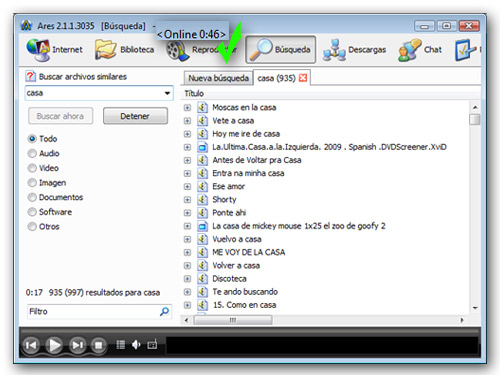 Ares 2.1.1.3035 [Búsqueda] -
<Online 0:46>
Internet Biblioteca Búsqueda Descargas Chat
Buscar archivos similares
casa
Buscar ahora Detener
Todo
Audio
Video
Imagen
Documentos
Software
Otros
0:17 935 (997) resultados para casa
Filtro
Nueva búsqueda casa (935)
Título
Moscas en la casa
Vete a casa
Hoy me ire de casa
La.Ultima.Casa.a.la.Izquierda. 2009 . Spanish .DVDScreener.XviD
Antes de Voltar pra Casa
Entra na minha casa
Ese amor
Shorty
Ponte ahi
La casa de mickey mouse 1x25 el zoo de goofy 2
Vuelvo a casa
ME VOY DE LA CASA
Volver a casa
Discoteca
Te ando buscando
15. Como en casa